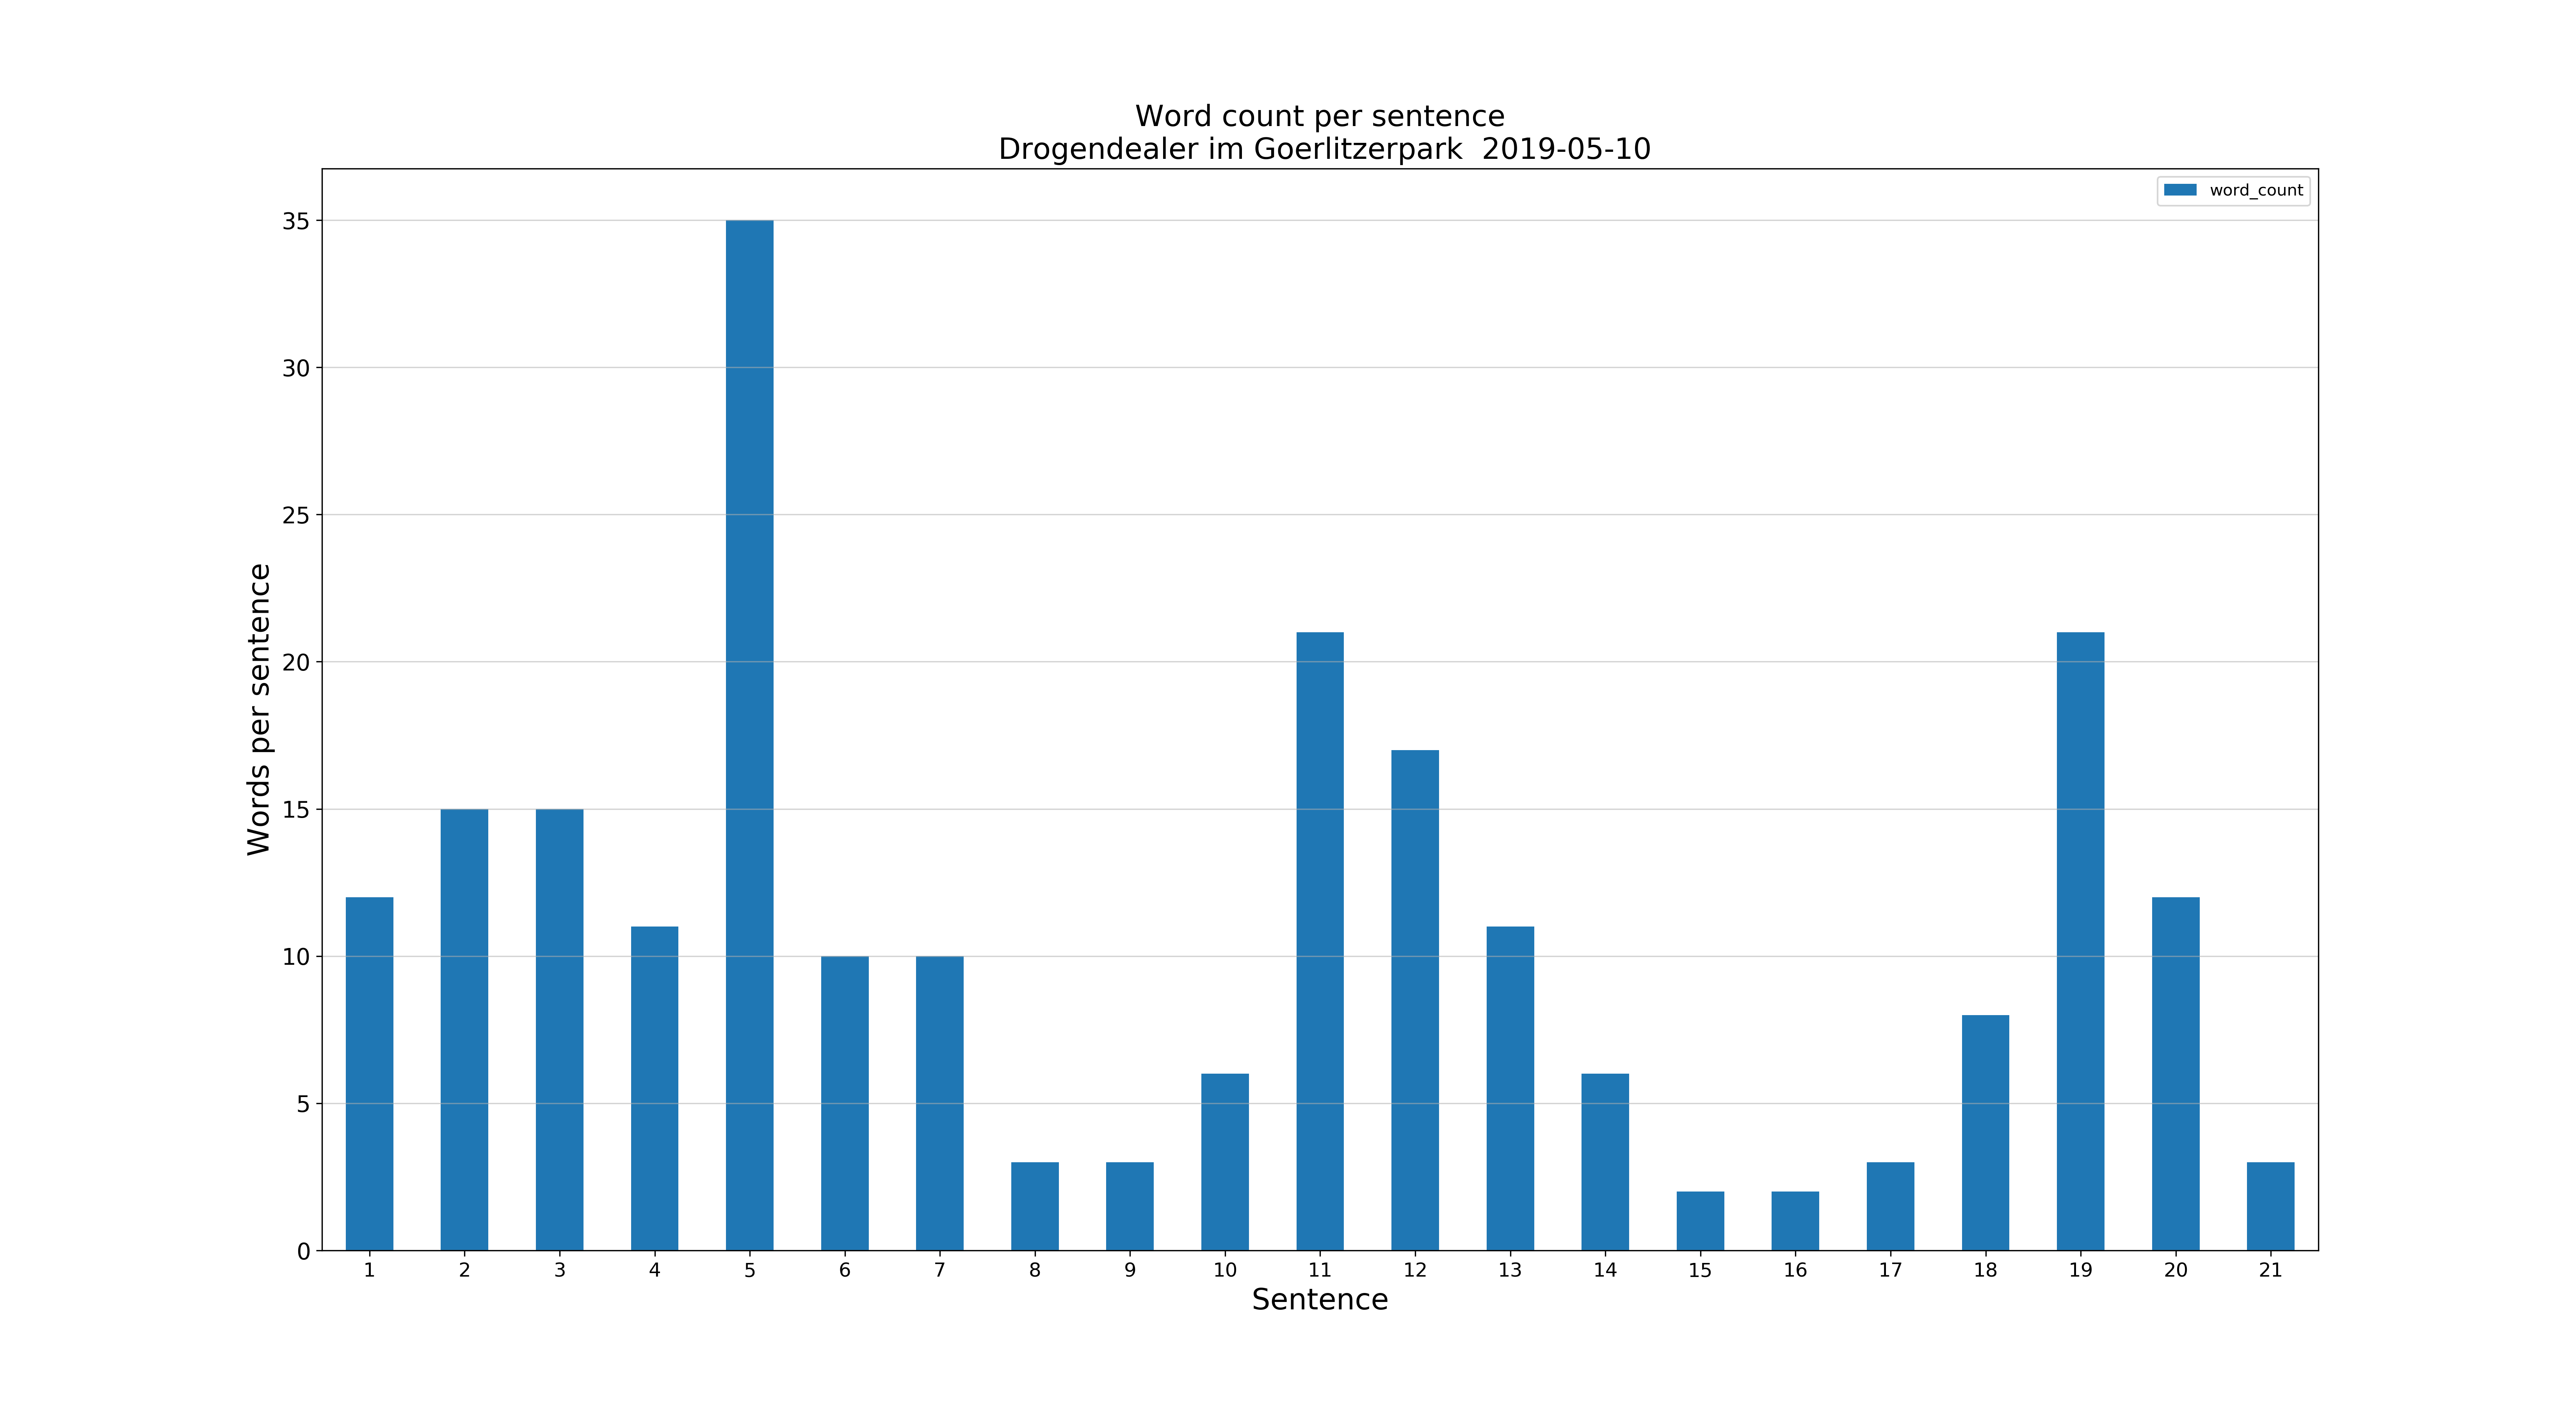 Word count per sentence
Drogendealer im Goerlitzerpark  2019-05-10
word_count
35
30
25
20
15
10
5
0
Words per sentence
1 2 3 4 5 6 7 8 9 10 11 12 13 14 15 16 17 18 19 20 21
Sentence